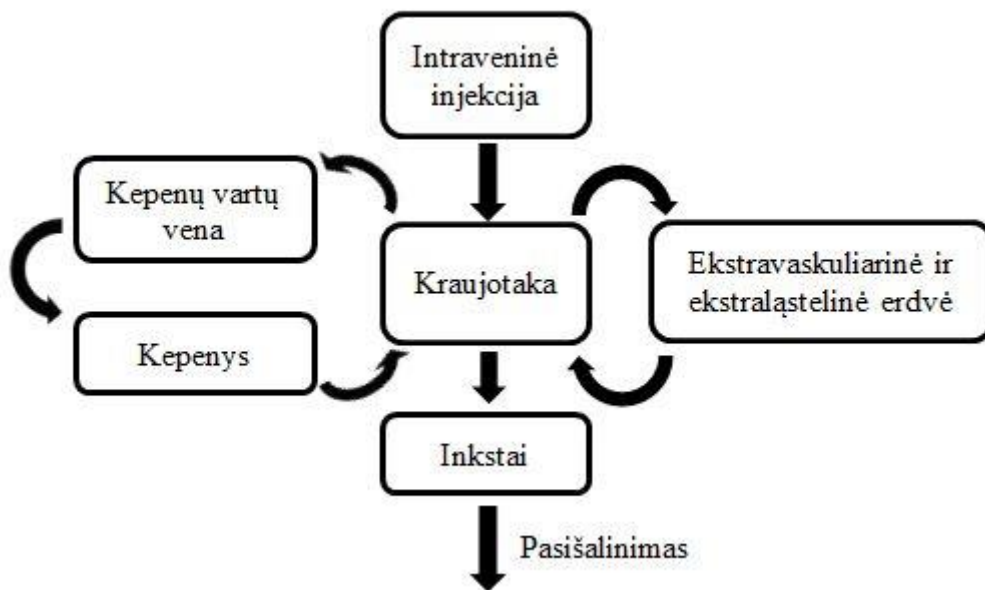 Intraveninė
injekcija
Kepenų vartų
vena
Kraujotaka
Ekstravaskuliarinė ir
ekstraląstelinė erdvė
Kepenys
Inkstai
Pasišalinimas